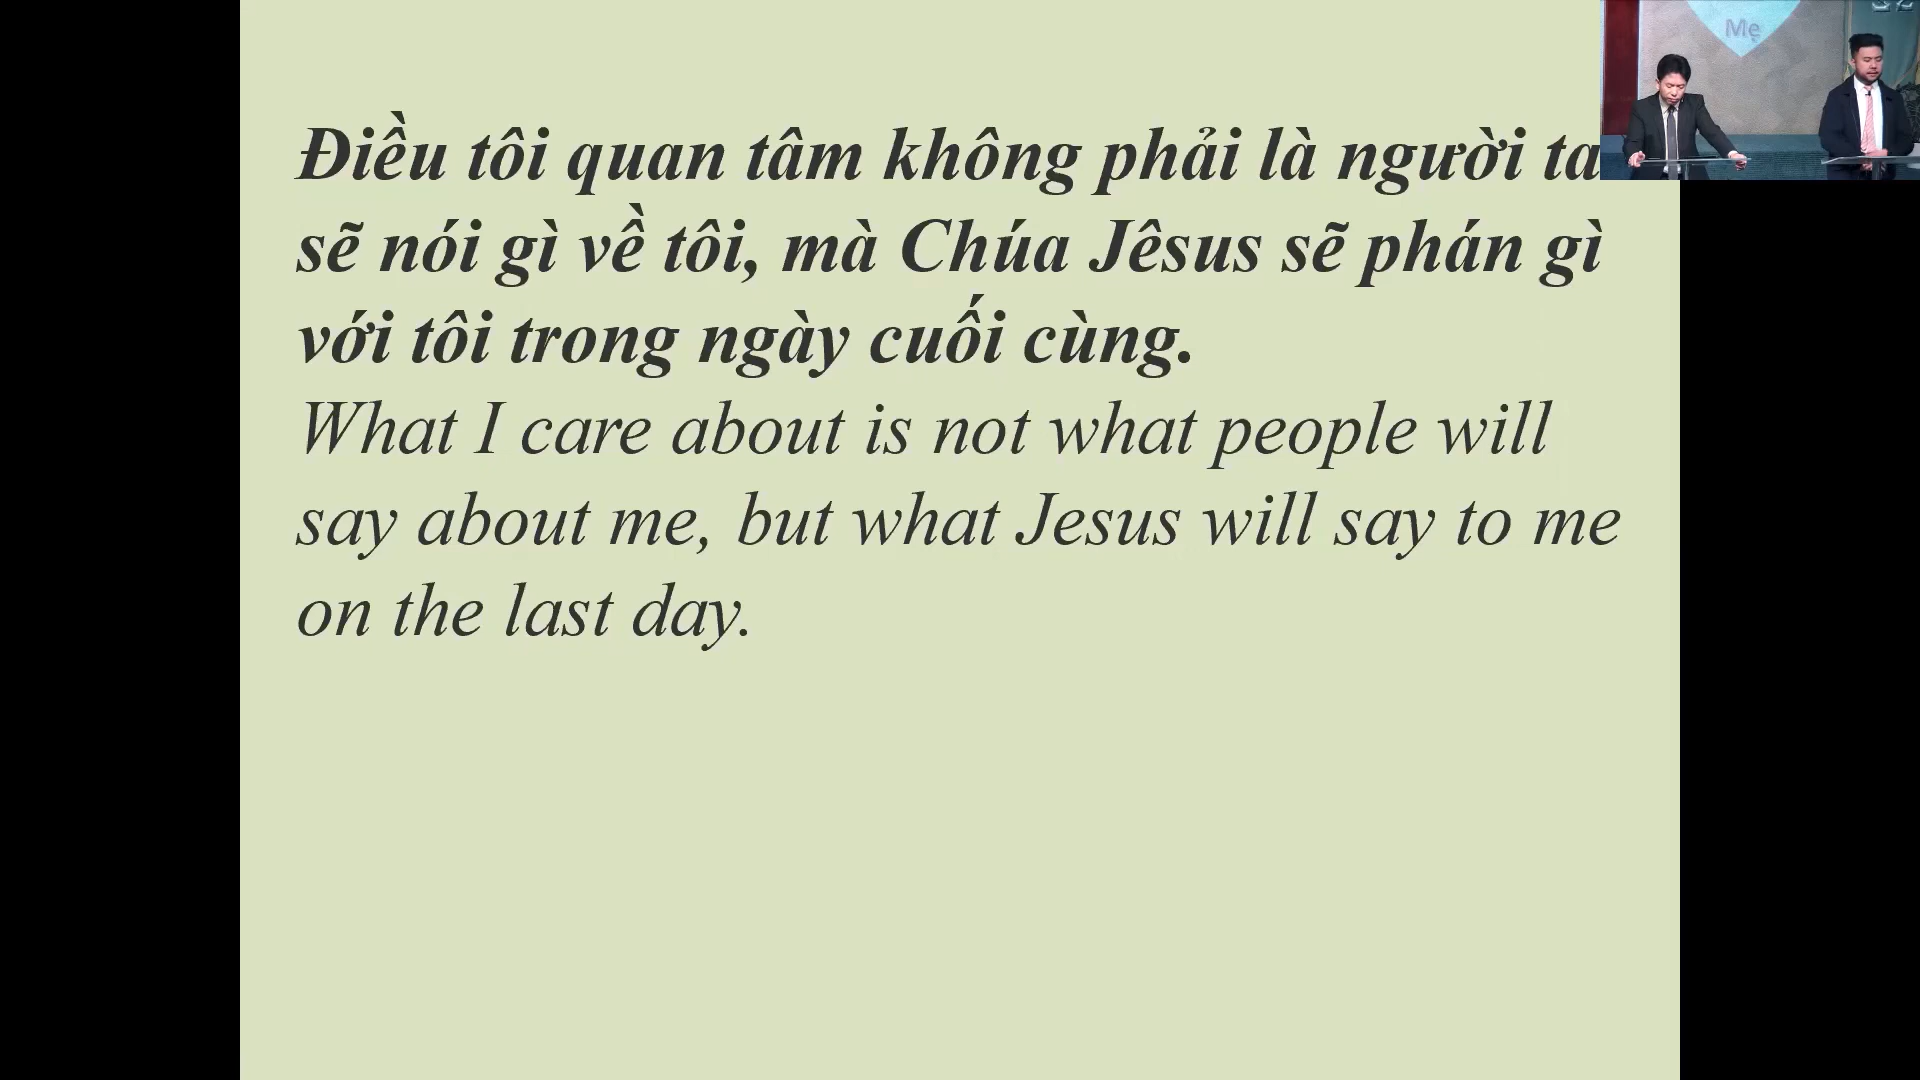 Mẹ
Điều tôi quan tâm không phải là người ta
sẽ nói gì về tôi, mà Chúa Jêsus sẽ phán gì
với tôi trong ngày cuối cùng.
What I care about is not what people will
say about me, but what Jesus will say to me
on the last day.